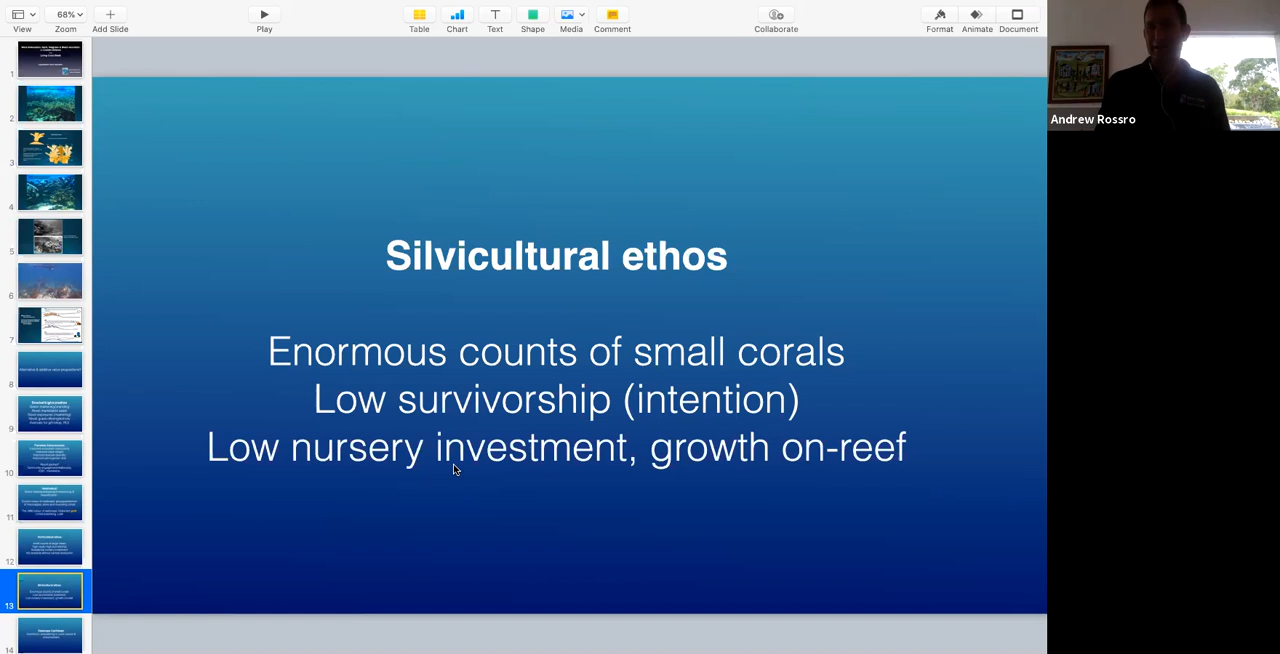 68%
View
Zoom
Add Slide
Play
Table
Chart
Text
Shape
Media
Comment
Collaborate
Format
Animate
Document
Andrew Rossro
Silvicultural ethos
Enormous counts of small corals
Low survivorship (intention)
Low nursery investment, growth on-reef
1
2
3
4
5
6
7
8
9
10
11
12
13
14